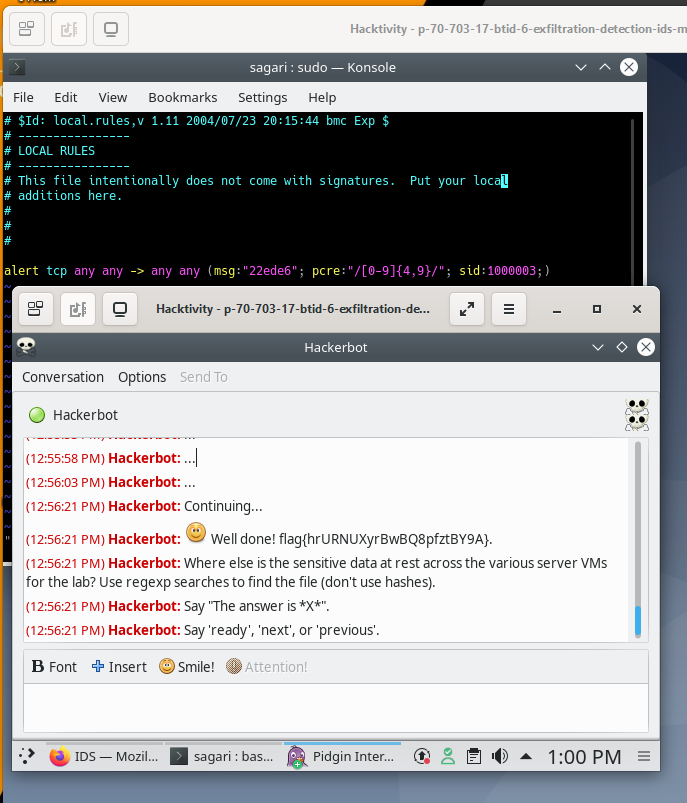 Hacktivity - p-70-703-17-btid-6-exfiltration-detection-ids-m
sagari : sudo — Konsole
File Edit View Bookmarks Settings Help
# $Id: local.rules,v 1.11 2004/07/23 20:15:44 bmc Exp $
# ----------------
# LOCAL RULES
# ----------------
# This file intentionally does not come with signatures.  Put your local
# additions here.
#
#
#
alert tcp any any -> any any (msg:"22ede6"; pcre:"/[0-9]{4,9}/"; sid:1000003;)
~
Hacktivity - p-70-703-17-btid-6-exfiltration-de...
Hackerbot
Conversation Options Send To
Hackerbot
(12:55:58 PM) Hackerbot: ...
(12:56:03 PM) Hackerbot: ...
(12:56:21 PM) Hackerbot: Continuing...
(12:56:21 PM) Hackerbot: Well done! flag{hrURNUXyrBwBQ8pfztBY9A}.
(12:56:21 PM) Hackerbot: Where else is the sensitive data at rest across the various server VMs
for the lab? Use regexp searches to find the file (don't use hashes).
(12:56:21 PM) Hackerbot: Say "The answer is *X*".
(12:56:21 PM) Hackerbot: Say 'ready', 'next', or 'previous'.
B Font Insert Smile! Attention!
IDS — Mozil... sagari : bas... Pidgin Inter... 1:00 PM